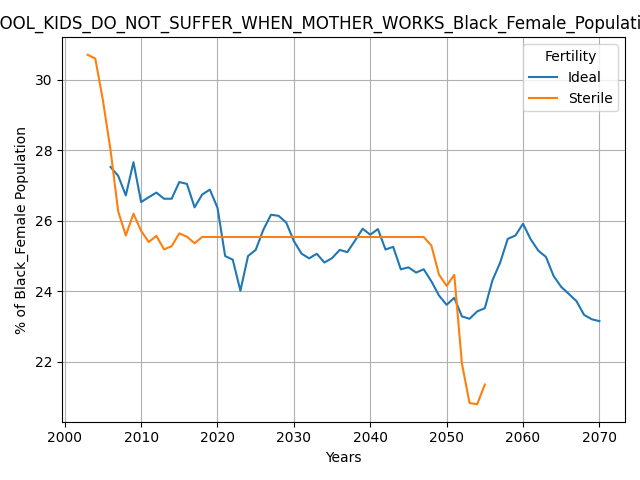 OOL_KIDS_DO_NOT_SUFFER_WHEN_MOTHER_WORKS_Black_Female_Populati
Fertility
Ideal
Sterile
% of Black_Female Population
30
28
26
24
22
2000 2010 2020 2030 2040 2050 2060 2070
Years